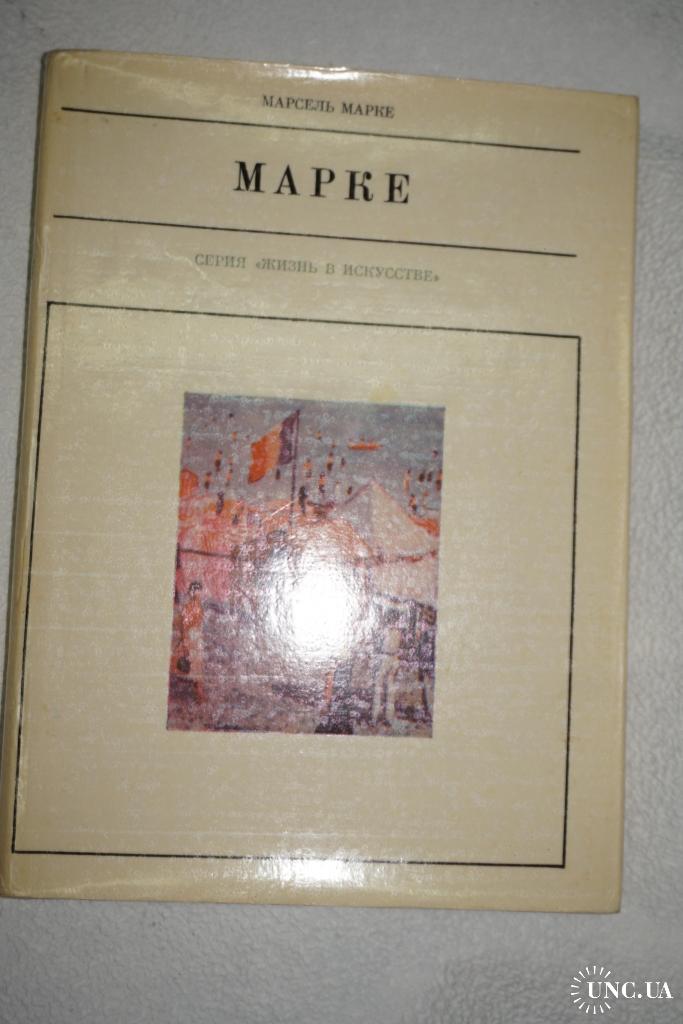 МАРСЕЛЬ МАРКЕ
МАРКЕ
СЕРИЯ «ЖИЗНЬ В ИСКУССТВЕ»
UNC.UA